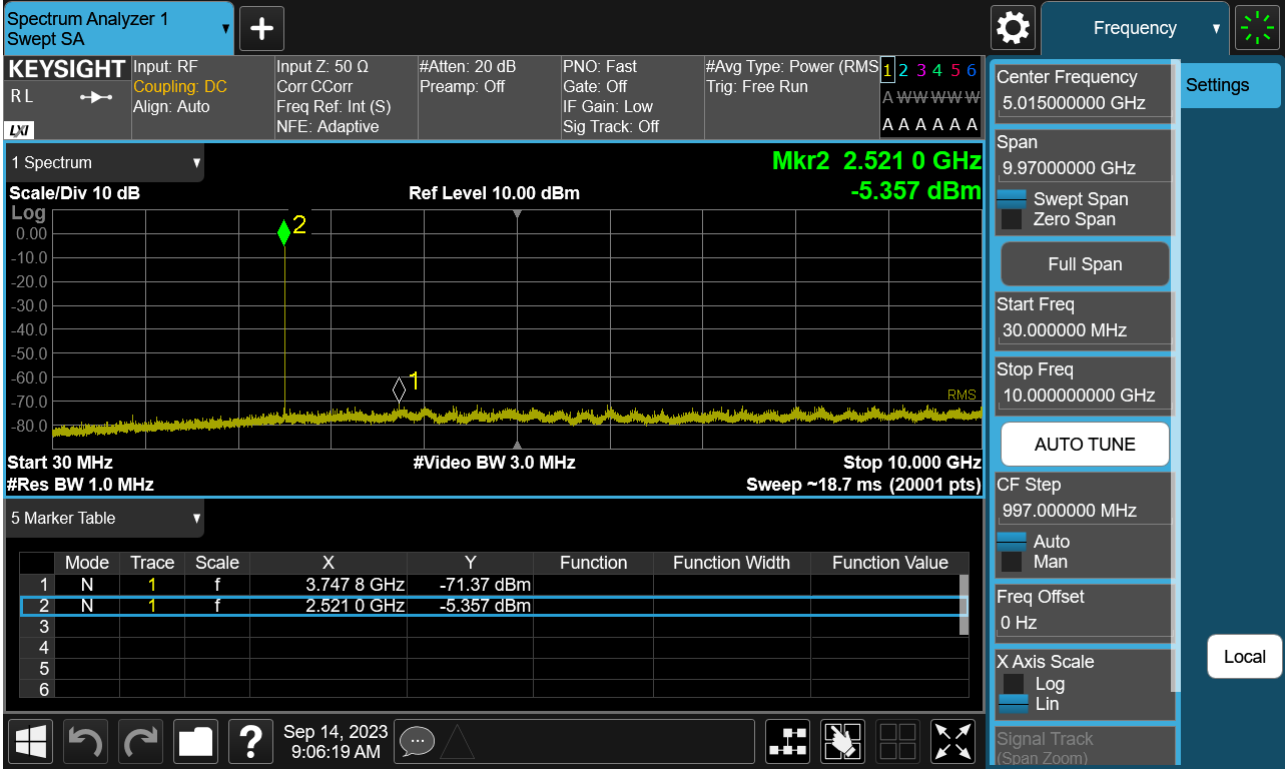 Spectrum Analyzer 1
Swept SA
+
Frequency
KEYSIGHT
RL
LXI
Input: RF
Coupling: DC
Align: Auto
Input Z: 50 Ω
Corr CCorr
Freq Ref: Int (S)
NFE: Adaptive
#Atten: 20 dB
Preamp: Off
PNO: Fast
Gate: Off
IF Gain: Low
Sig Track: Off
#Avg Type: Power (RMS
Trig: Free Run
1 2 3 4 5 6
A W W W W W
A A A A A A
1 Spectrum
Mkr2 2.521 0 GHz
-5.357 dBm
Scale/Div 10 dB
Ref Level 10.00 dBm
Log
0.00
-10.0
-20.0
-30.0
-40.0
-50.0
-60.0
-70.0
-80.0
2
1
RMS
Start 30 MHz
#Video BW 3.0 MHz
Stop 10.000 GHz
#Res BW 1.0 MHz
Sweep ~18.7 ms (20001 pts)
5 Marker Table
Mode Trace Scale X Y Function Function Width Function Value
1 N 1 f 3.747 8 GHz -71.37 dBm
2 N 1 f 2.521 0 GHz -5.357 dBm
3
4
5
6
Sep 14, 2023
9:06:19 AM
?
Center Frequency
5.015000000 GHz
Span
9.97000000 GHz
Swept Span
Zero Span
Full Span
Start Freq
30.000000 MHz
Stop Freq
10.000000000 GHz
AUTO TUNE
CF Step
997.000000 MHz
Auto
Man
Freq Offset
0 Hz
X Axis Scale
Log
Lin
Signal Track
(Span Zoom)
Settings
Local